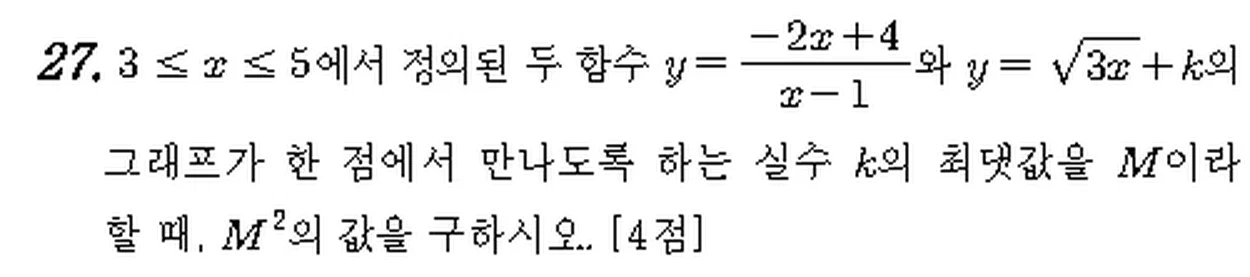 27. 3 ≤ x ≤ 5에서 정의된 두 함수 y = \frac{-2x+4}{x-1}와 y = \sqrt{3x} + k의
그래프가 한 점에서 만나도록 하는 실수 k의 최댓값을 M이라
할 때, M^2의 값을 구하시오. [4점]